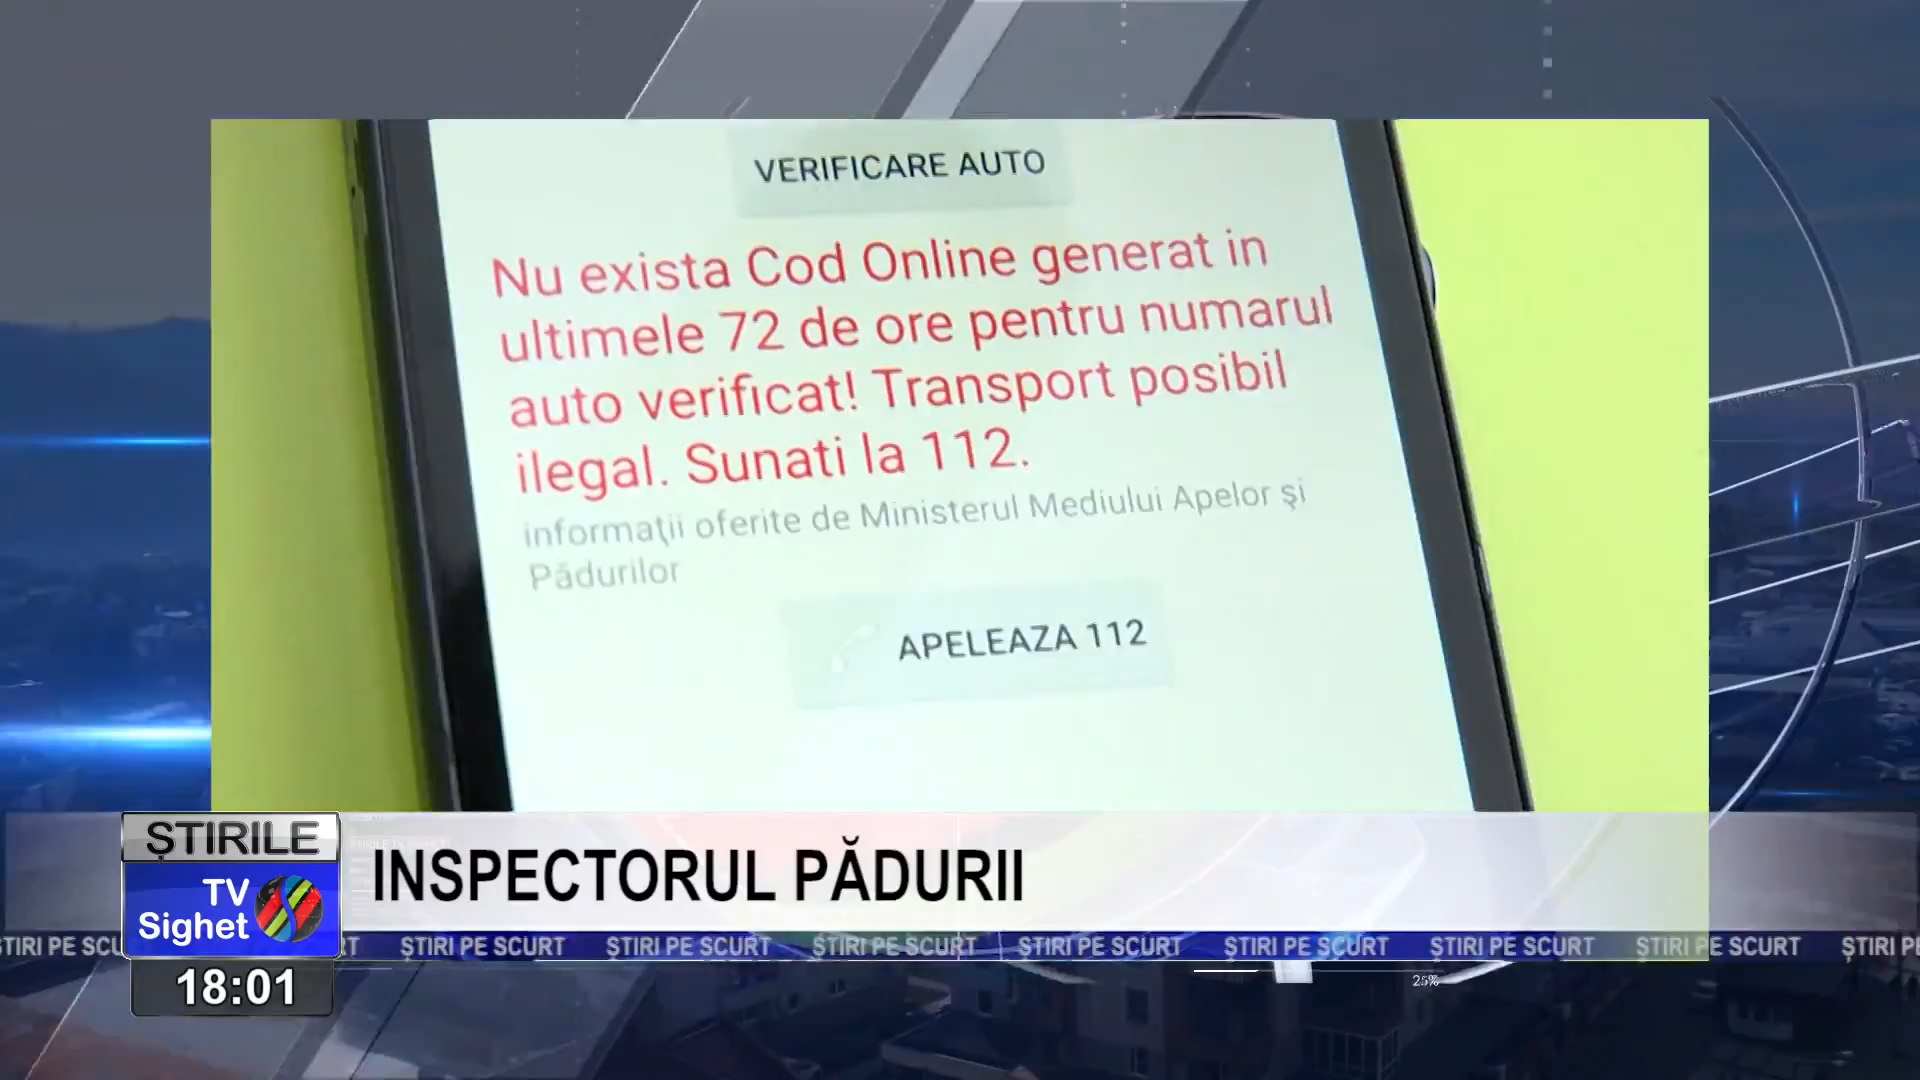 VERIFICARE AUTO
Nu exista Cod Online generat in
ultimele 72 de ore pentru numarul
auto verificat! Transport posibil
ilegal. Sunati la 112.
informaţii oferite de Ministerul Mediului Apelor şi
Pădurilor
APELEAZA 112
ȘTIRILE
TV
Sighet
INSPECTORUL PĂDURII
ȘTIRI PE SCURT ȘTIRI PE SCURT ȘTIRI PE SCURT ȘTIRI PE SCURT ȘTIRI PE SCURT ȘTIRI PE SCURT ȘTIRI PE SCURT
18:01
25%